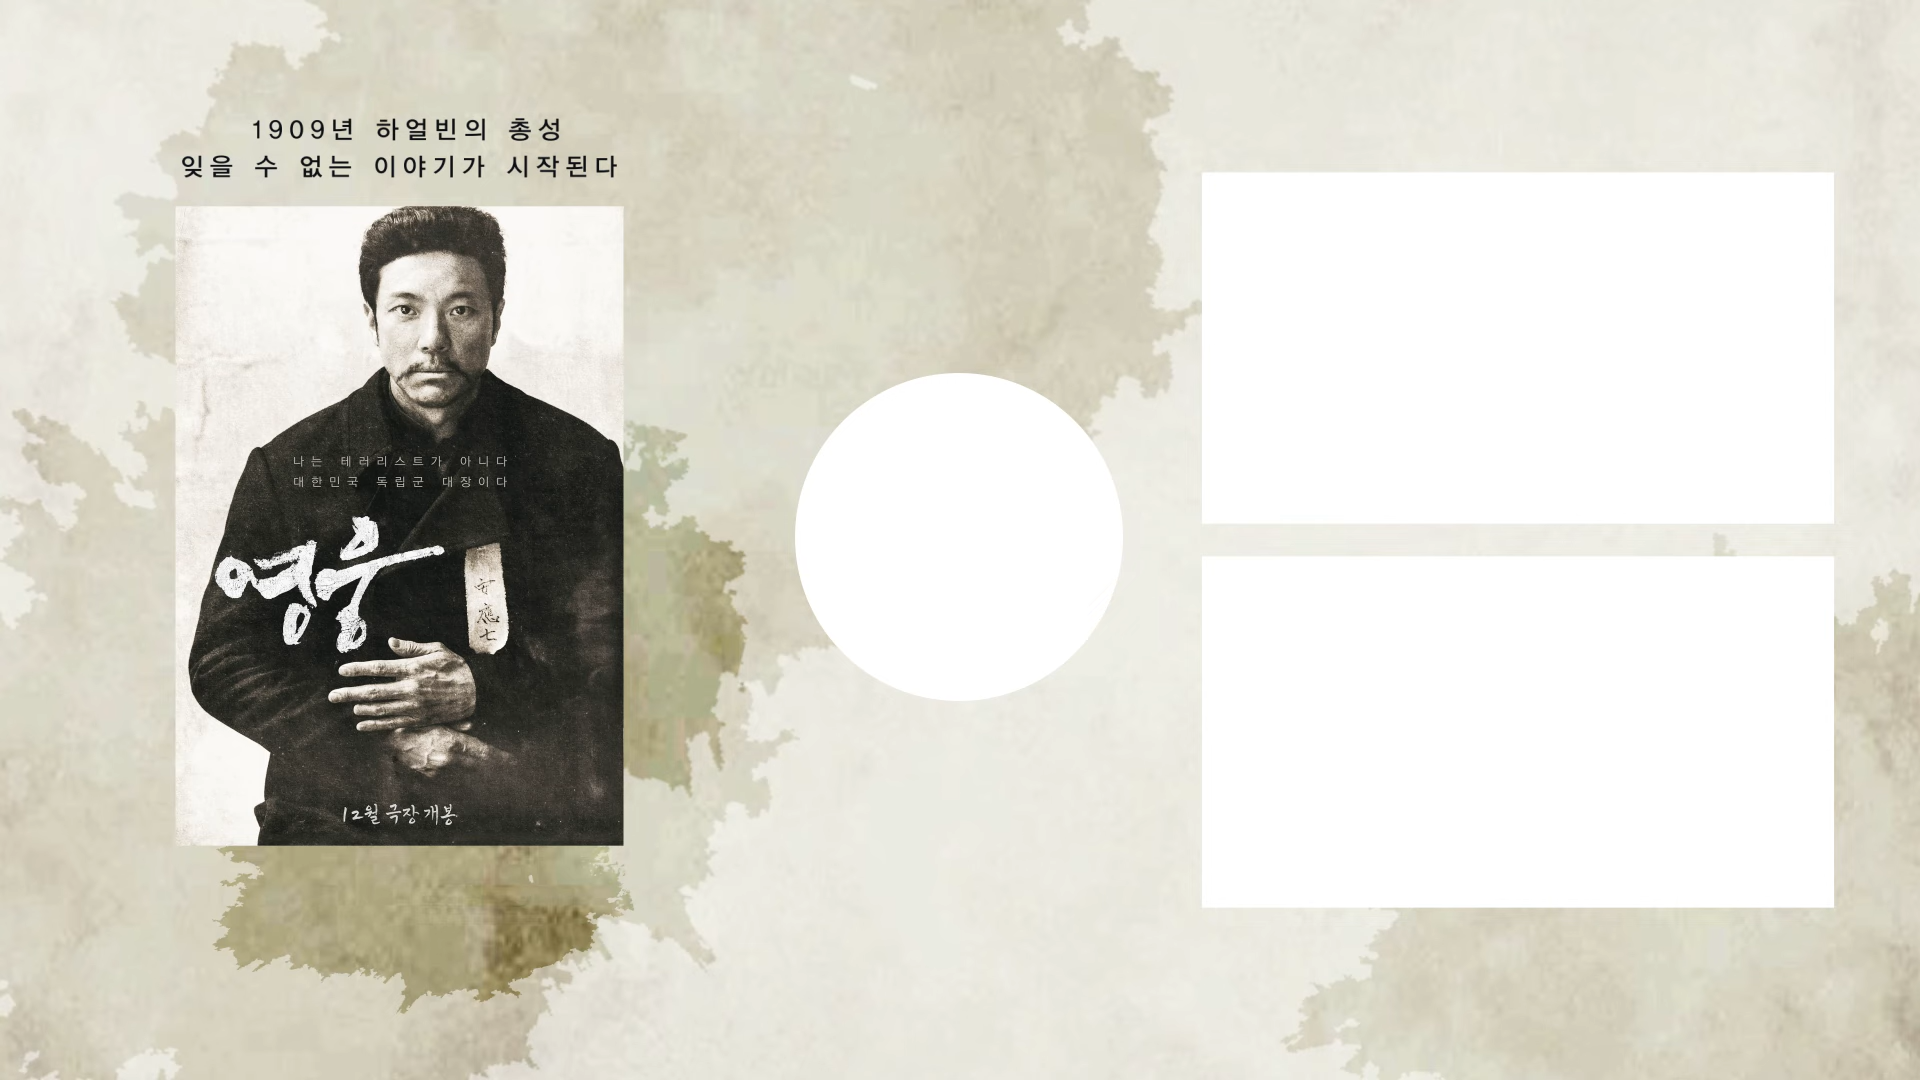 1909년 하얼빈의 총성
잊을 수 없는 이야기가 시작된다
나는 테러리스트가 아니다
대한민국 독립군 대장이다
영웅
安
應
七
12월 극장 개봉